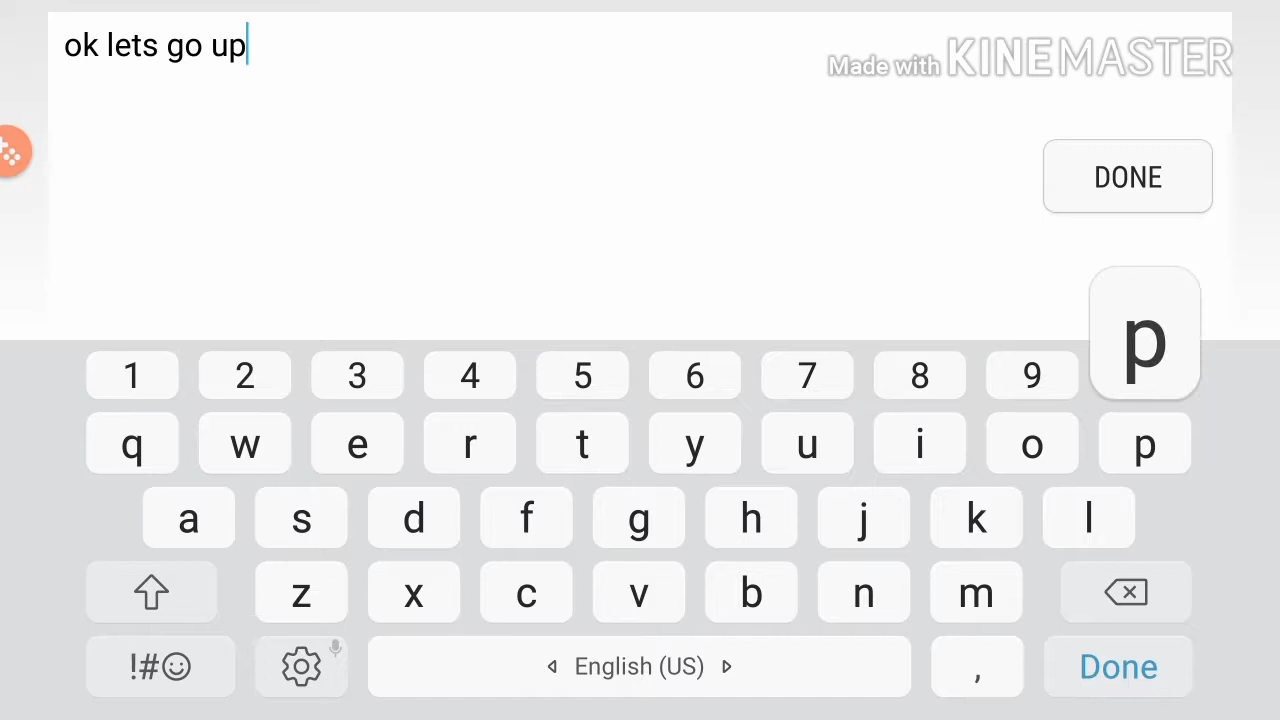 ok lets go up
Made with KINEMASTER
DONE
p
1 2 3 4 5 6 7 8 9
q w e r t y u i o p
a s d f g h j k l
z x c v b n m
!#☺ English (US) , Done